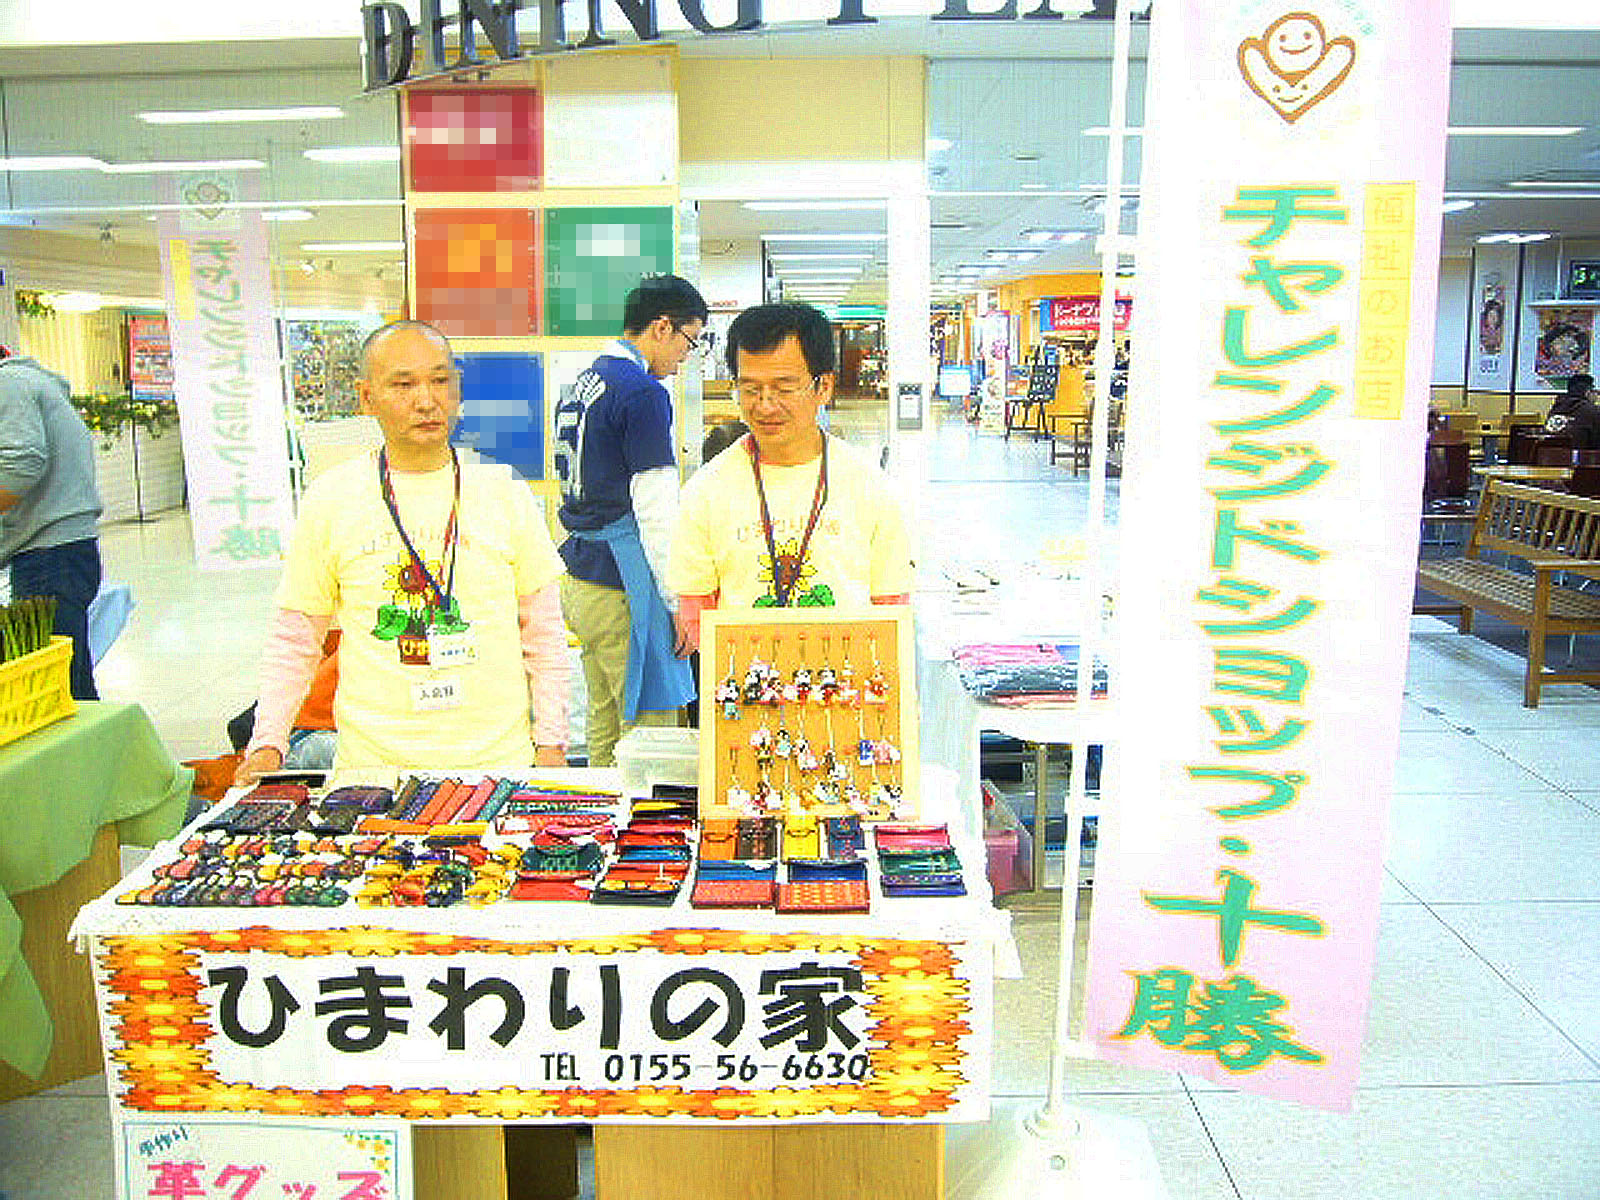 DINING PLAZA
福祉のお店
チャレンジドショップ・十勝
ひまわりの家
TEL 0155-56-6630
手作り
革グッズ